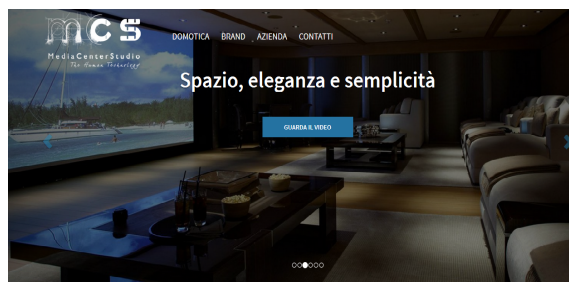 mcs
MediaCenterStudio
The Human Technology
DOMOTICA BRAND AZIENDA CONTATTI
Spazio, eleganza e semplicità
GUARDA IL VIDEO